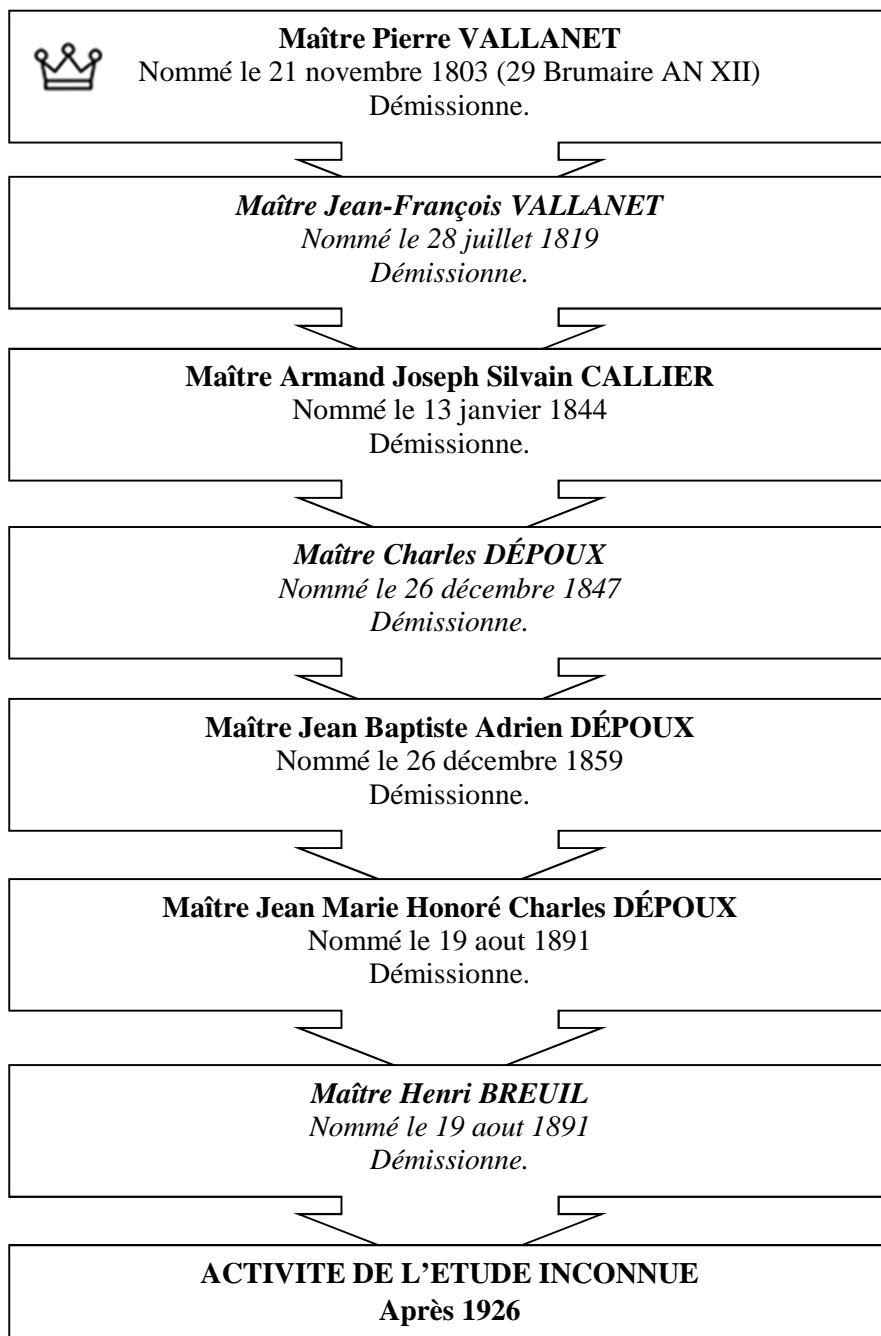 Maître Pierre VALLANET
Nommé le 21 novembre 1803 (29 Brumaire AN XII)
Démissionne.
Maître Jean-François VALLANET
Nommé le 28 juillet 1819
Démissionne.
Maître Armand Joseph Silvain CALLIER
Nommé le 13 janvier 1844
Démissionne.
Maître Charles DÉPOUX
Nommé le 26 décembre 1847
Démissionne.
Maître Jean Baptiste Adrien DÉPOUX
Nommé le 26 décembre 1859
Démissionne.
Maître Jean Marie Honoré Charles DÉPOUX
Nommé le 19 aout 1891
Démissionne.
Maître Henri BREUIL
Nommé le 19 aout 1891
Démissionne.
ACTIVITE DE L'ETUDE INCONNUE
Après 1926